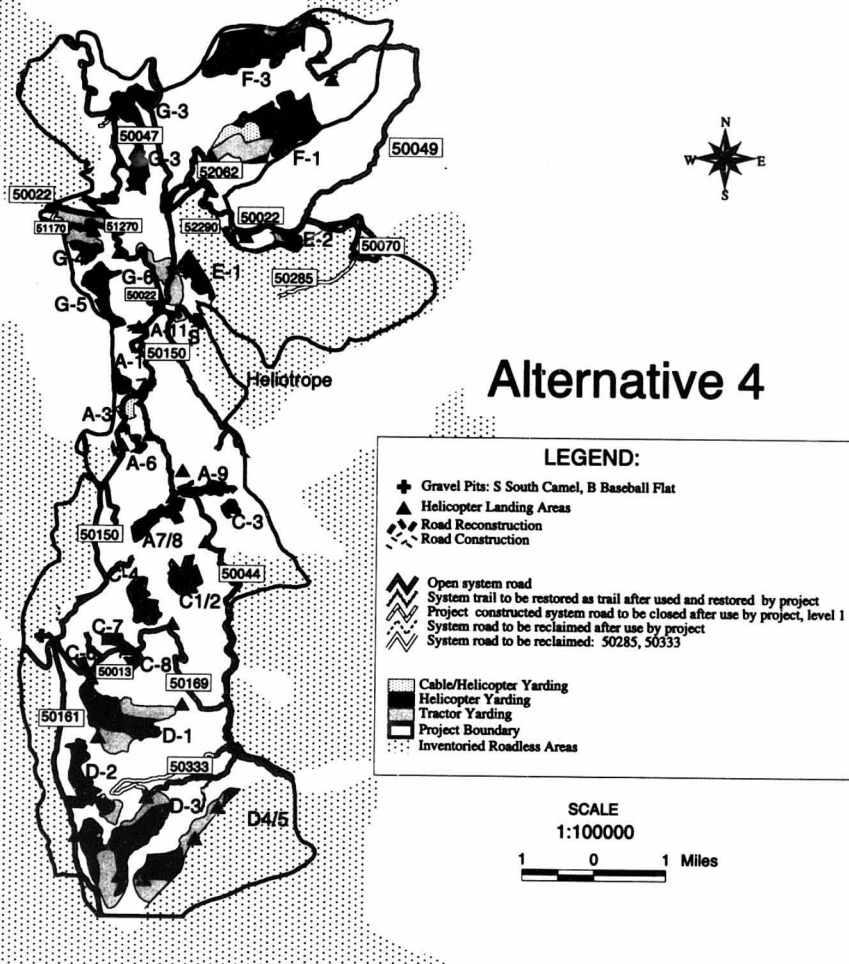 F-3
G-3
50047
G-3
F-1
50049
52062
50022
51170
51270
52290
50022
E-2
50070
G-4
G-6
E-1
50285
50022
G-5
A-11
S
A-1
50150
Heliotrope
A-3
A-6
A-9
C-3
50150
A7/8
50044
C-4
C1/2
C-7
C-6
C-8
50013
50169
50161
D-1
50333
D-2
D-3
D4/5
N
W E
S
Alternative 4
LEGEND:
Gravel Pits: S South Camel, B Baseball Flat
Helicopter Landing Areas
Road Reconstruction
Road Construction
Open system road
System trail to be restored as trail after used and restored by project
Project constructed system road to be closed after use by project, level 1
System road to be reclaimed after use by project
System road to be reclaimed: 50285, 50333
Cable/Helicopter Yarding
Helicopter Yarding
Tractor Yarding
Project Boundary
Inventoried Roadless Areas
SCALE
1:100000
1 0 1 Miles